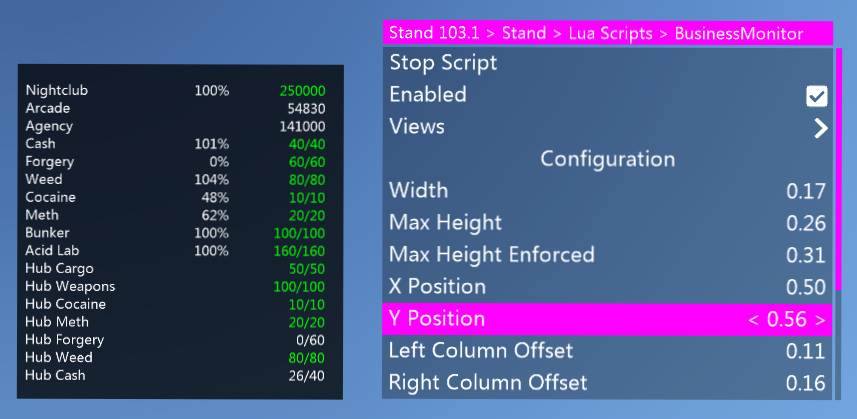 Nightclub 100% 250000
Arcade 54830
Agency 141000
Cash 101% 40/40
Forgery 0% 60/60
Weed 104% 80/80
Cocaine 48% 10/10
Meth 62% 20/20
Bunker 100% 100/100
Acid Lab 100% 160/160
Hub Cargo 50/50
Hub Weapons 100/100
Hub Cocaine 10/10
Hub Meth 20/20
Hub Forgery 0/60
Hub Weed 80/80
Hub Cash 26/40
Stand 103.1 > Stand > Lua Scripts > BusinessMonitor
Stop Script
Enabled
Views
Configuration
Width 0.17
Max Height 0.26
Max Height Enforced 0.31
X Position 0.50
Y Position < 0.56 >
Left Column Offset 0.11
Right Column Offset 0.16